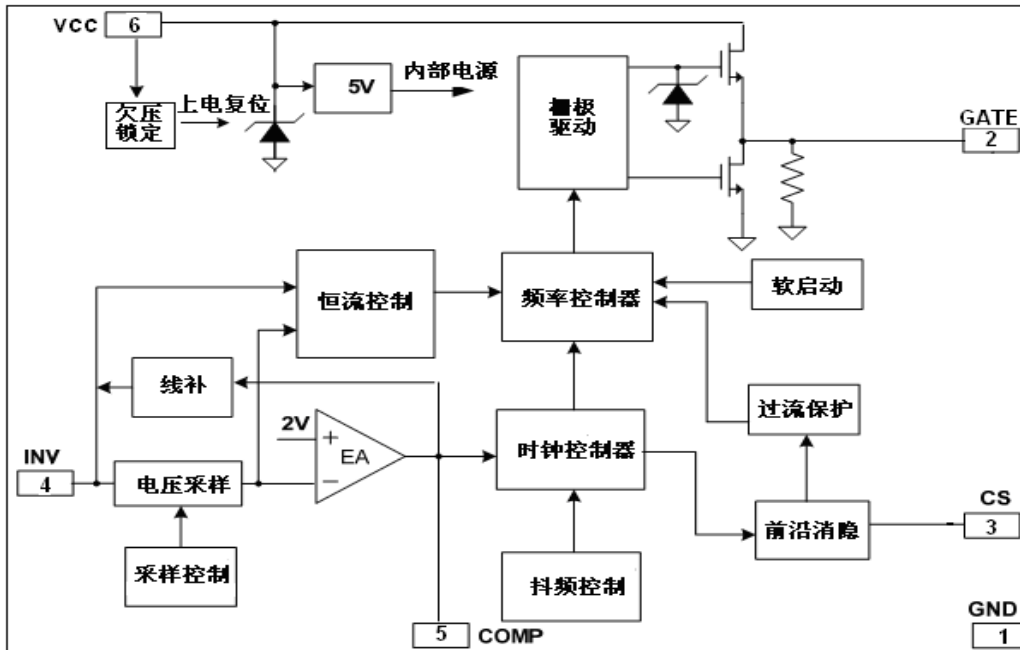 VCC
6
5V
内部电源
上电复位
欠压
锁定
栅极
驱动
GATE
2
恒流控制
频率控制器
软启动
线补
过流保护
2V
+
EA
−
时钟控制器
INV
4
电压采样
CS
3
前沿消隐
采样控制
抖频控制
5
COMP
GND
1